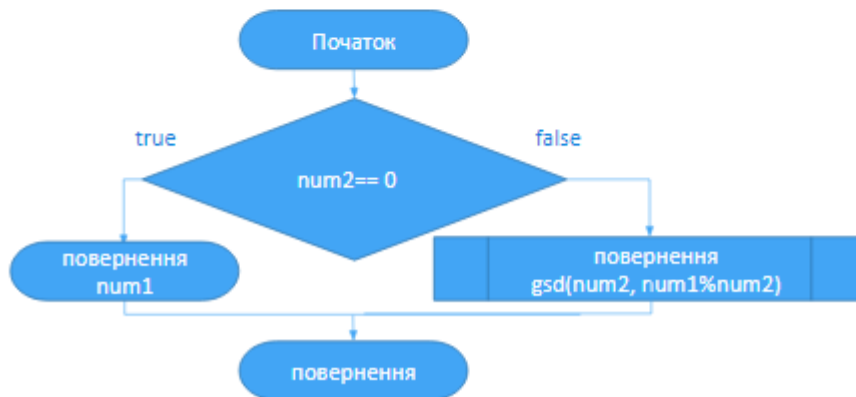 Початок
true
false
num2== 0
повернення
num1
повернення
gsd(num2, num1%num2)
повернення